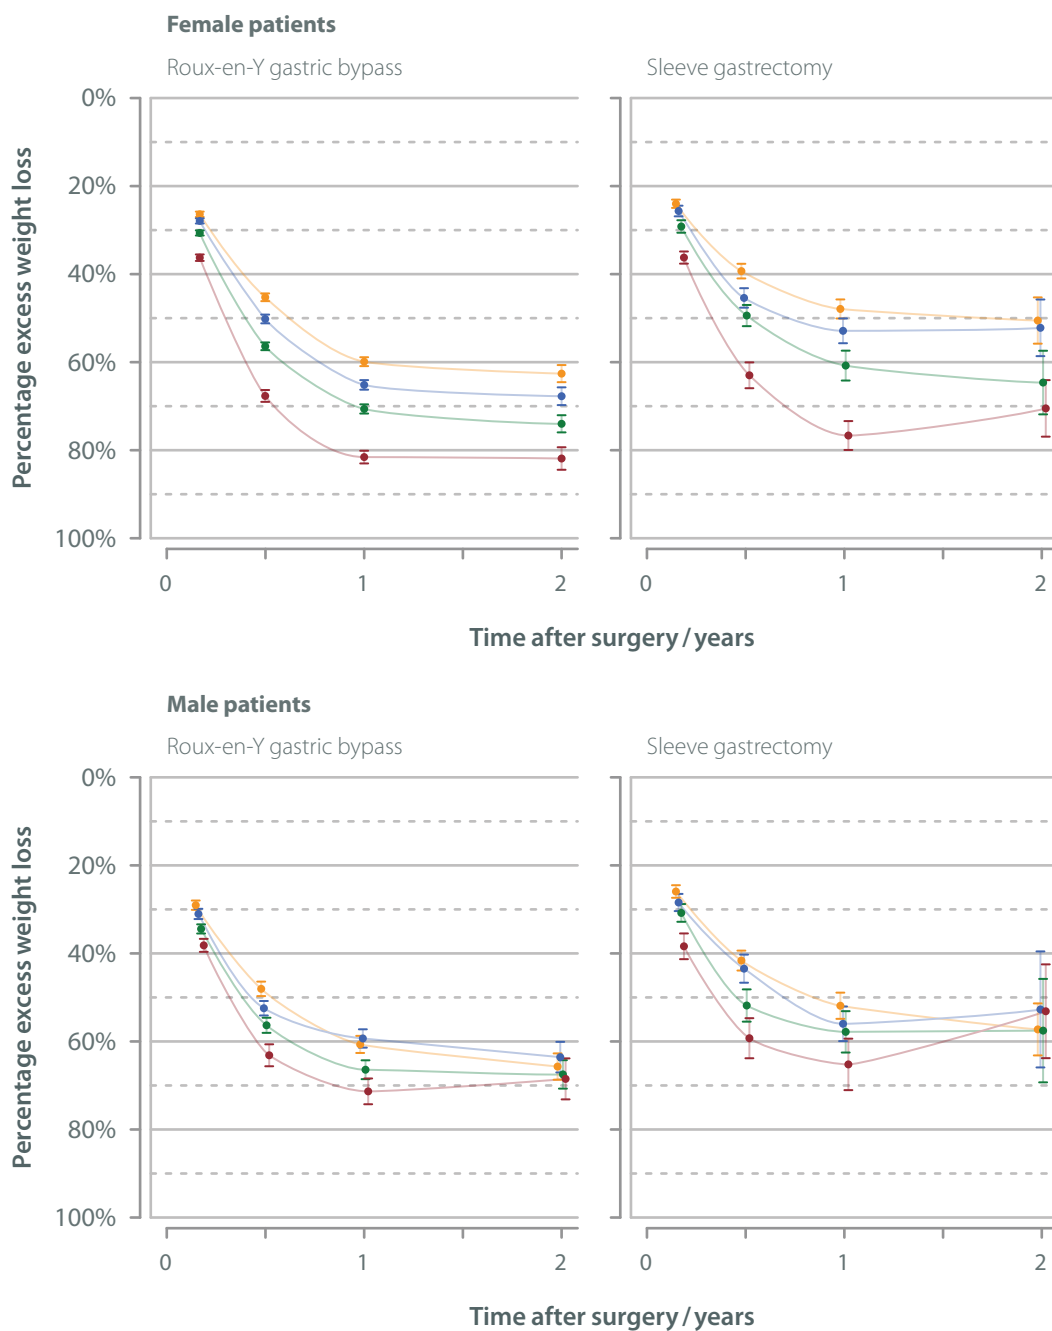 Female patients
Roux-en-Y gastric bypass
Sleeve gastrectomy
Percentage excess weight loss
0%
20%
40%
60%
80%
100%
0 1 2
0 1 2
Time after surgery / years
Male patients
Roux-en-Y gastric bypass
Sleeve gastrectomy
Percentage excess weight loss
0%
20%
40%
60%
80%
100%
0 1 2
0 1 2
Time after surgery / years